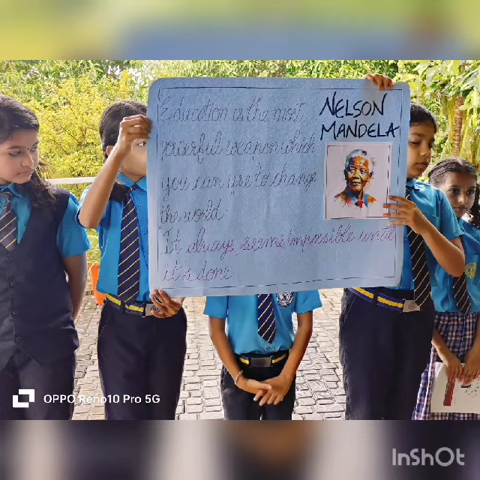 Education is the most
powerful weapon which
you can use to change
the world.
It always seems impossible until
it's done
NELSON
MANDELA
OPPO Reno10 Pro 5G
InShOt